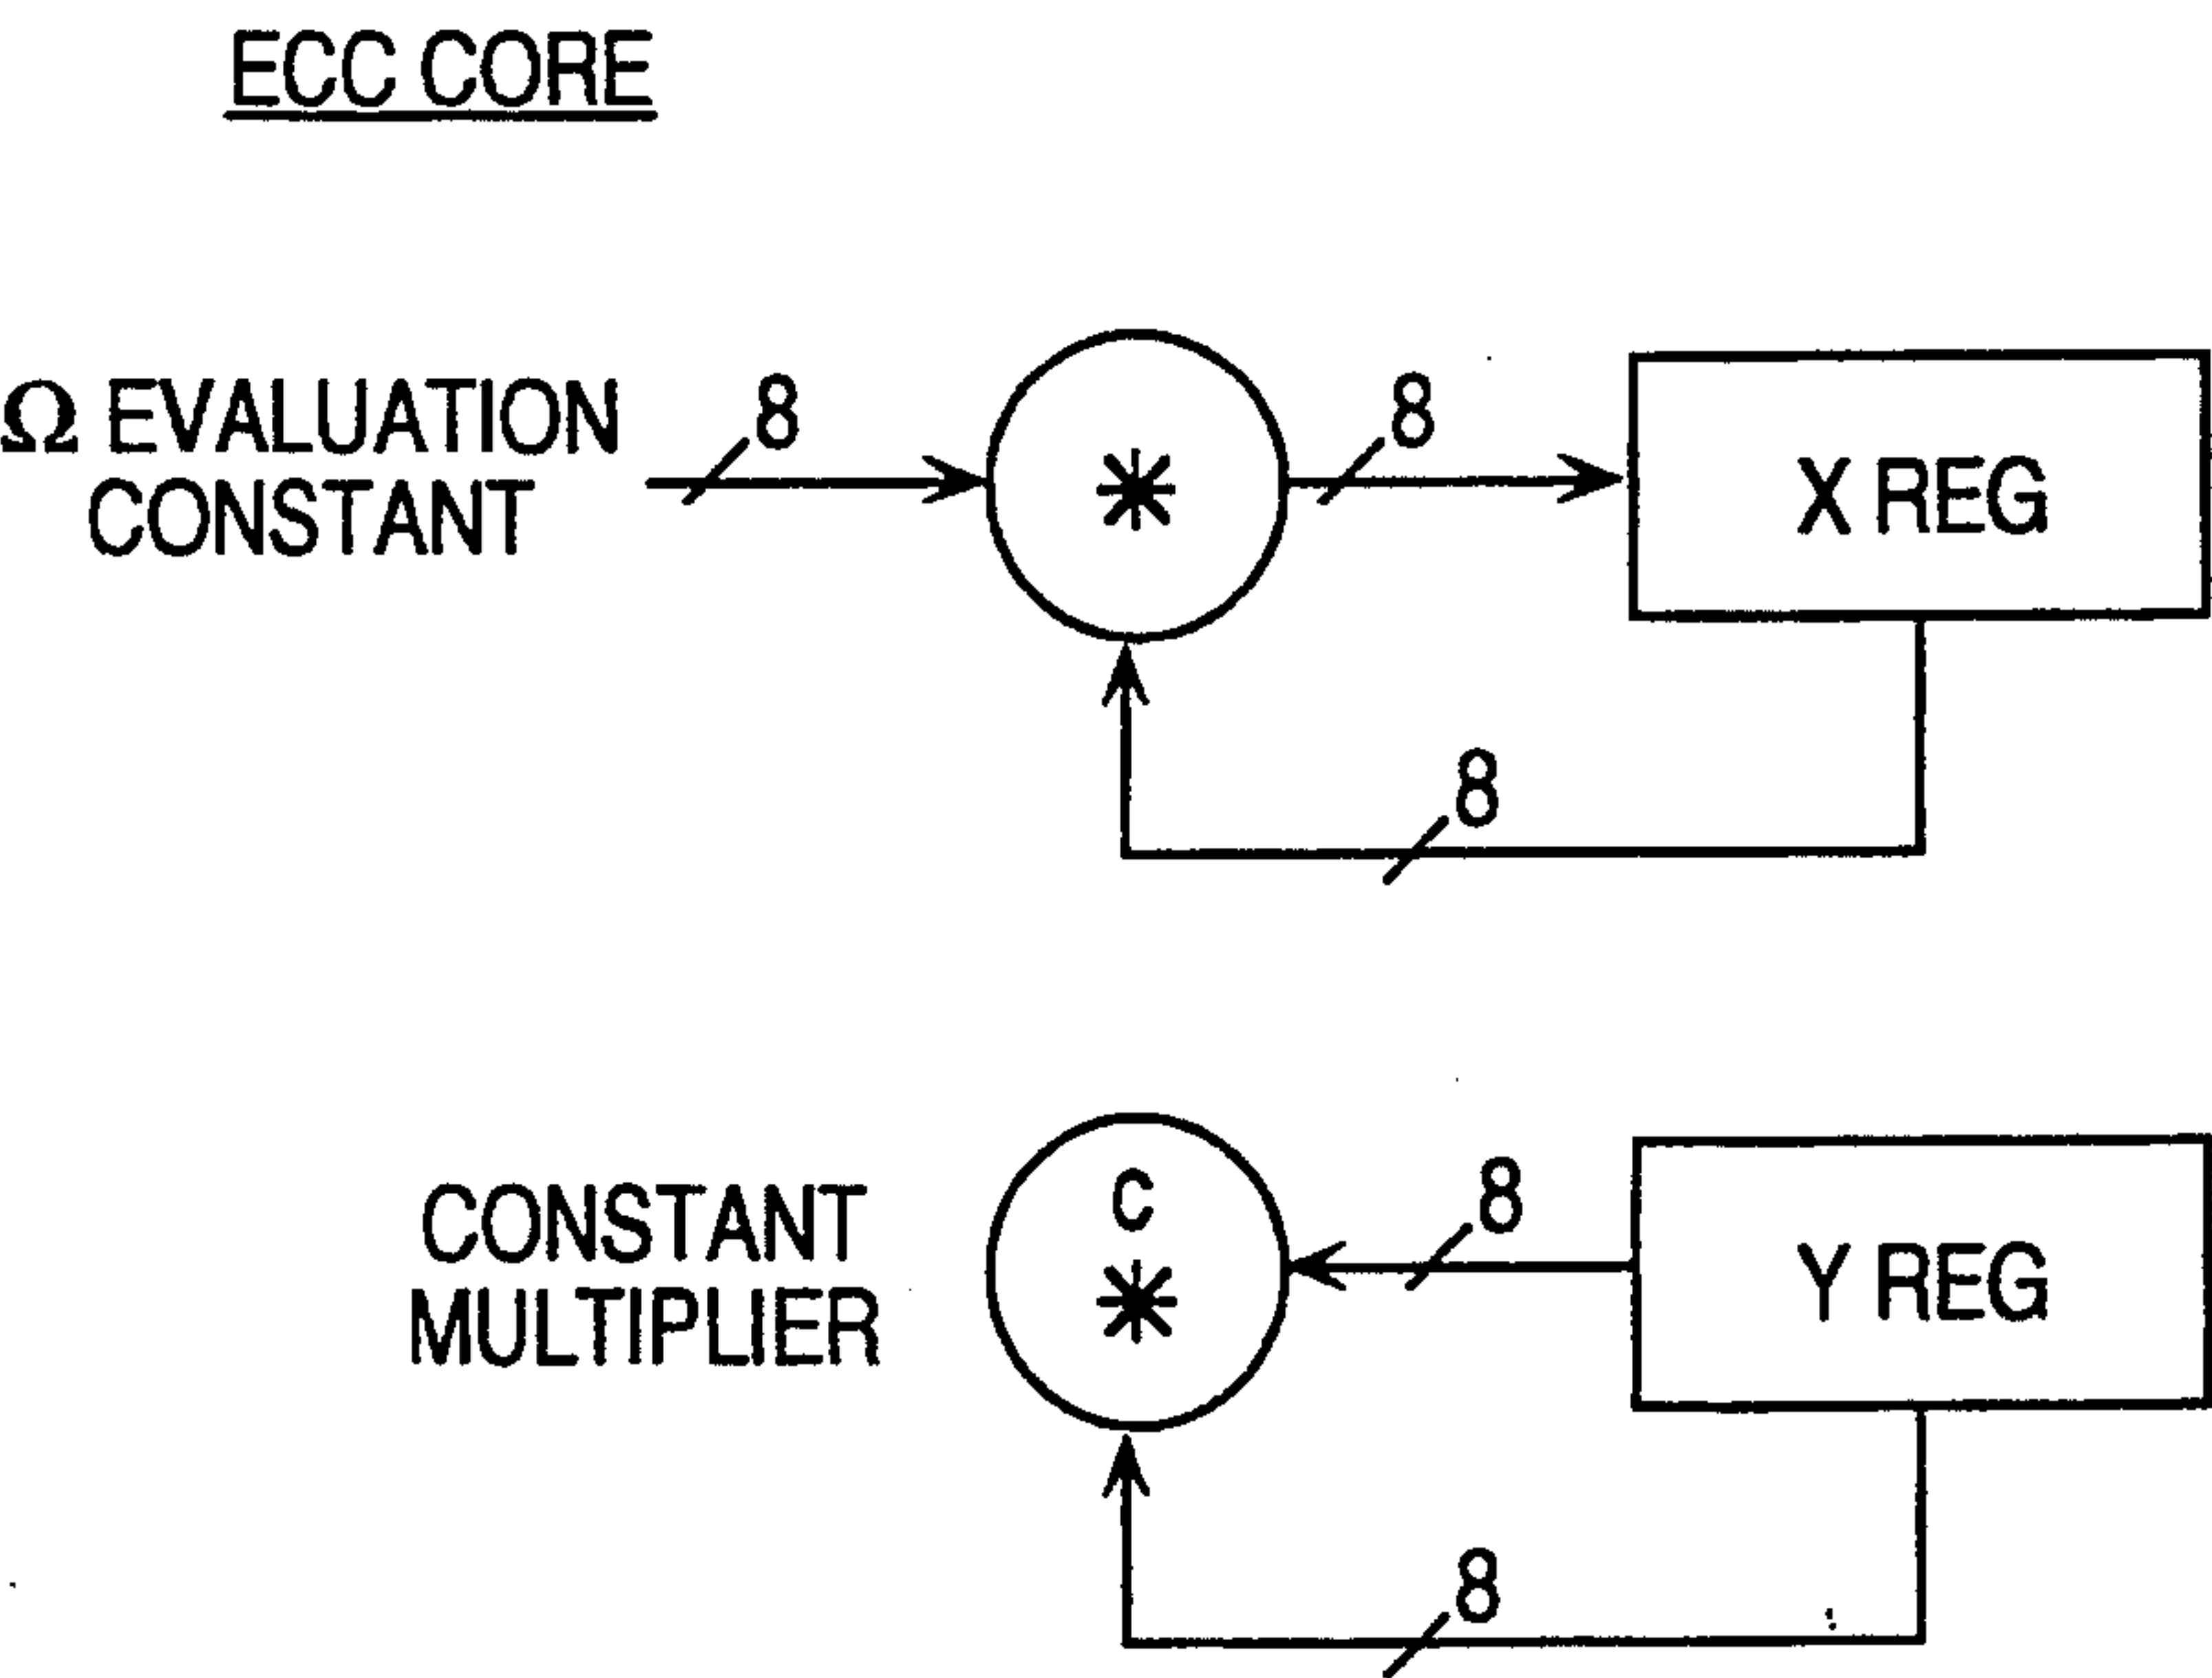 ECC CORE
Ω EVALUATION
CONSTANT
8
*
8
X REG
8
CONSTANT
MULTIPLIER
C
*
8
Y REG
8